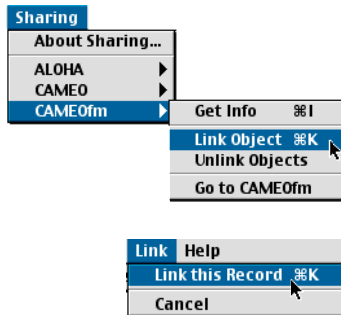 Sharing
About Sharing...
ALOHA
CAMEO
CAMEOfm
Get Info ⌘I
Link Object ⌘K
Unlink Objects
Go to CAMEOfm
Link Help
Link this Record ⌘K
Cancel